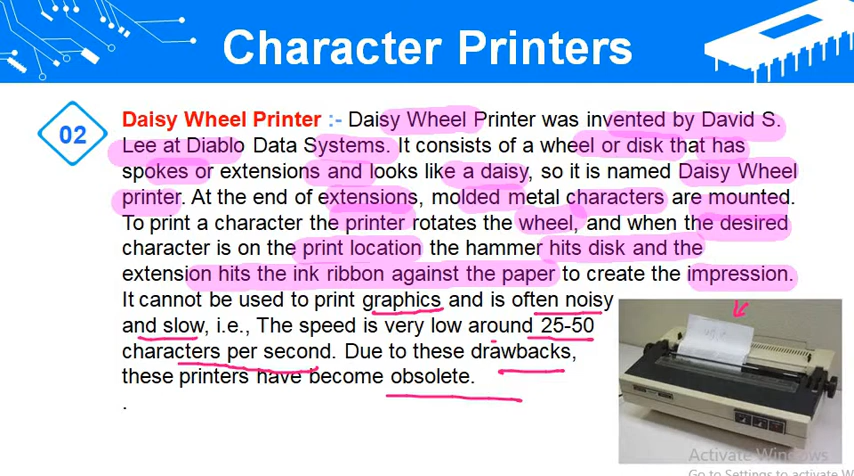 Character Printers
02
Daisy Wheel Printer :- Daisy Wheel Printer was invented by David S.
Lee at Diablo Data Systems. It consists of a wheel or disk that has
spokes or extensions and looks like a daisy, so it is named Daisy Wheel
printer. At the end of extensions, molded metal characters are mounted.
To print a character the printer rotates the wheel, and when the desired
character is on the print location the hammer hits disk and the
extension hits the ink ribbon against the paper to create the impression.
It cannot be used to print graphics and is often noisy
and slow, i.e., The speed is very low around 25-50
characters per second. Due to these drawbacks,
these printers have become obsolete.
.
Activate Windows
Go to Settings to activate W